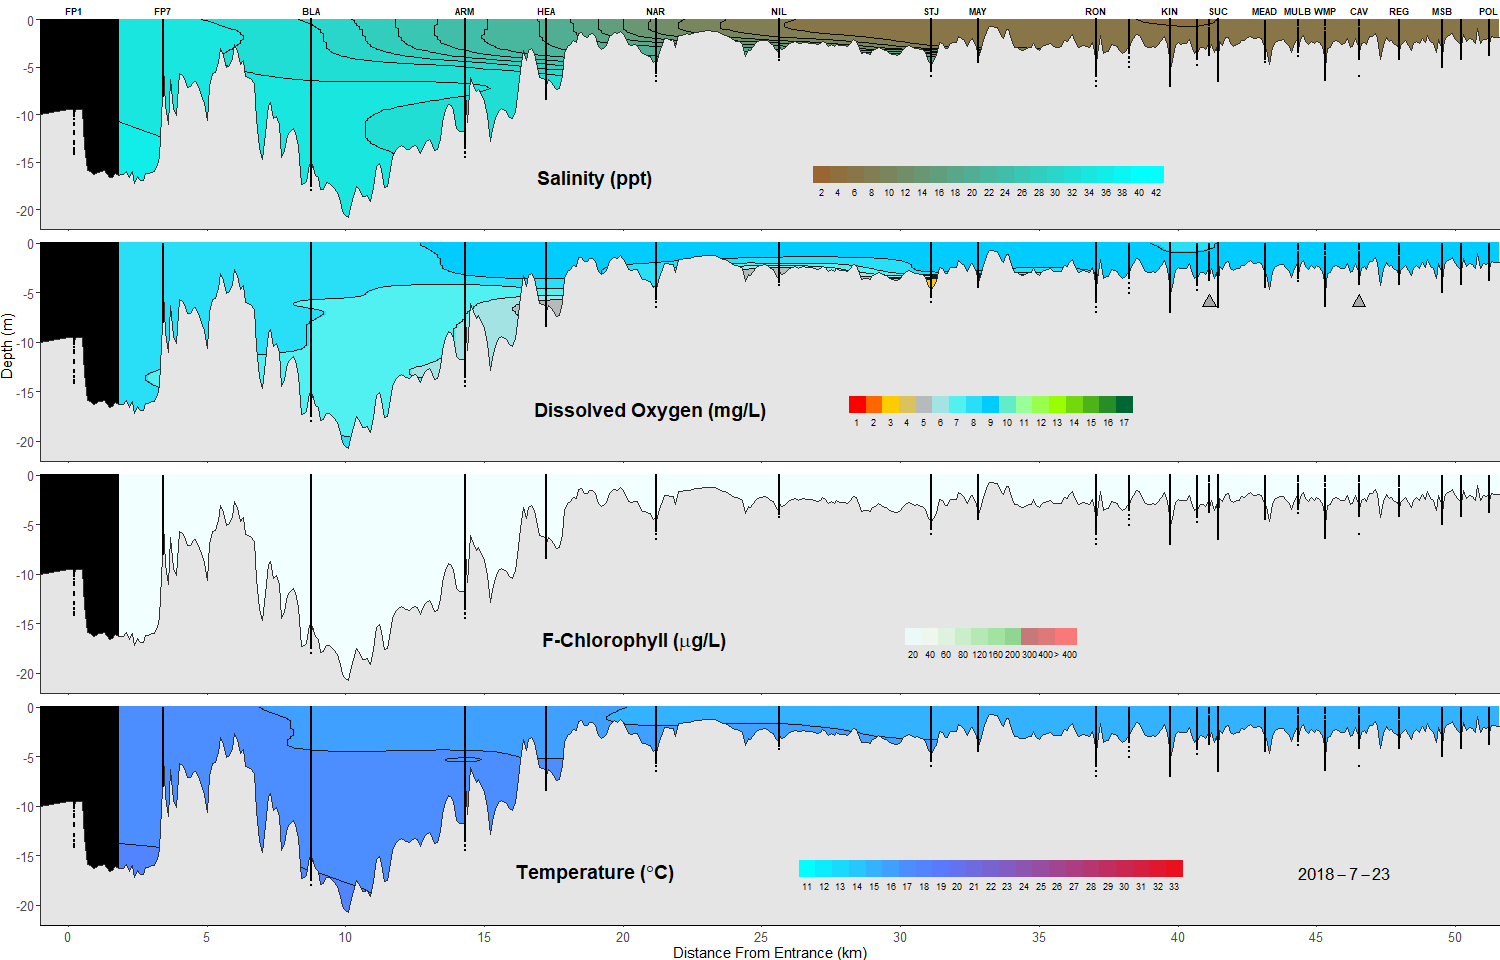 FP1 FP7 BLA ARM HEA NAR NIL STJ MAY RON KIN SUC MEAD MULB WMP CAV REG MSB POL
0
-5
-10
-15
-20
Salinity (ppt)
2 4 6 8 10 12 14 16 18 20 22 24 26 28 30 32 34 36 38 40 42
0
-5
-10
-15
-20
Dissolved Oxygen (mg/L)
1 2 3 4 5 6 7 8 9 10 11 12 13 14 15 16 17
Depth (m)
0
-5
-10
-15
-20
F-Chlorophyll (μg/L)
20 40 60 80 120 160 200 300 400 > 400
0
-5
-10
-15
-20
Temperature (°C)
11 12 13 14 15 16 17 18 19 20 21 22 23 24 25 26 27 28 29 30 31 32 33
2018-7-23
0 5 10 15 20 25 30 35 40 45 50
Distance From Entrance (km)